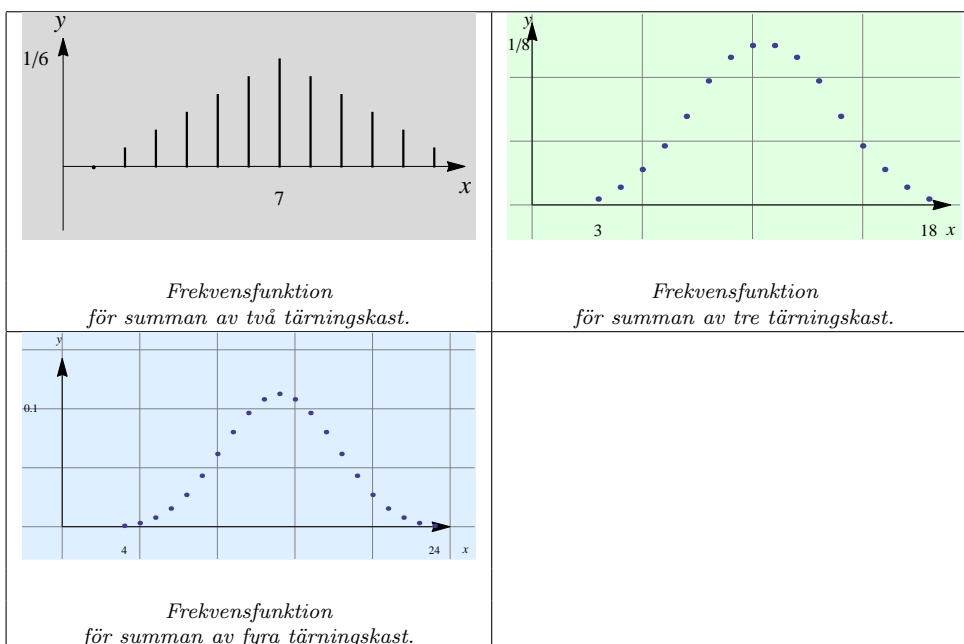 y
1/6
7
x
Frekvensfunktion
för summan av två tärningskast.
y
1/8
3
18 x
Frekvensfunktion
för summan av tre tärningskast.
y
0.1
4
24
x
Frekvensfunktion
för summan av fyra tärningskast.